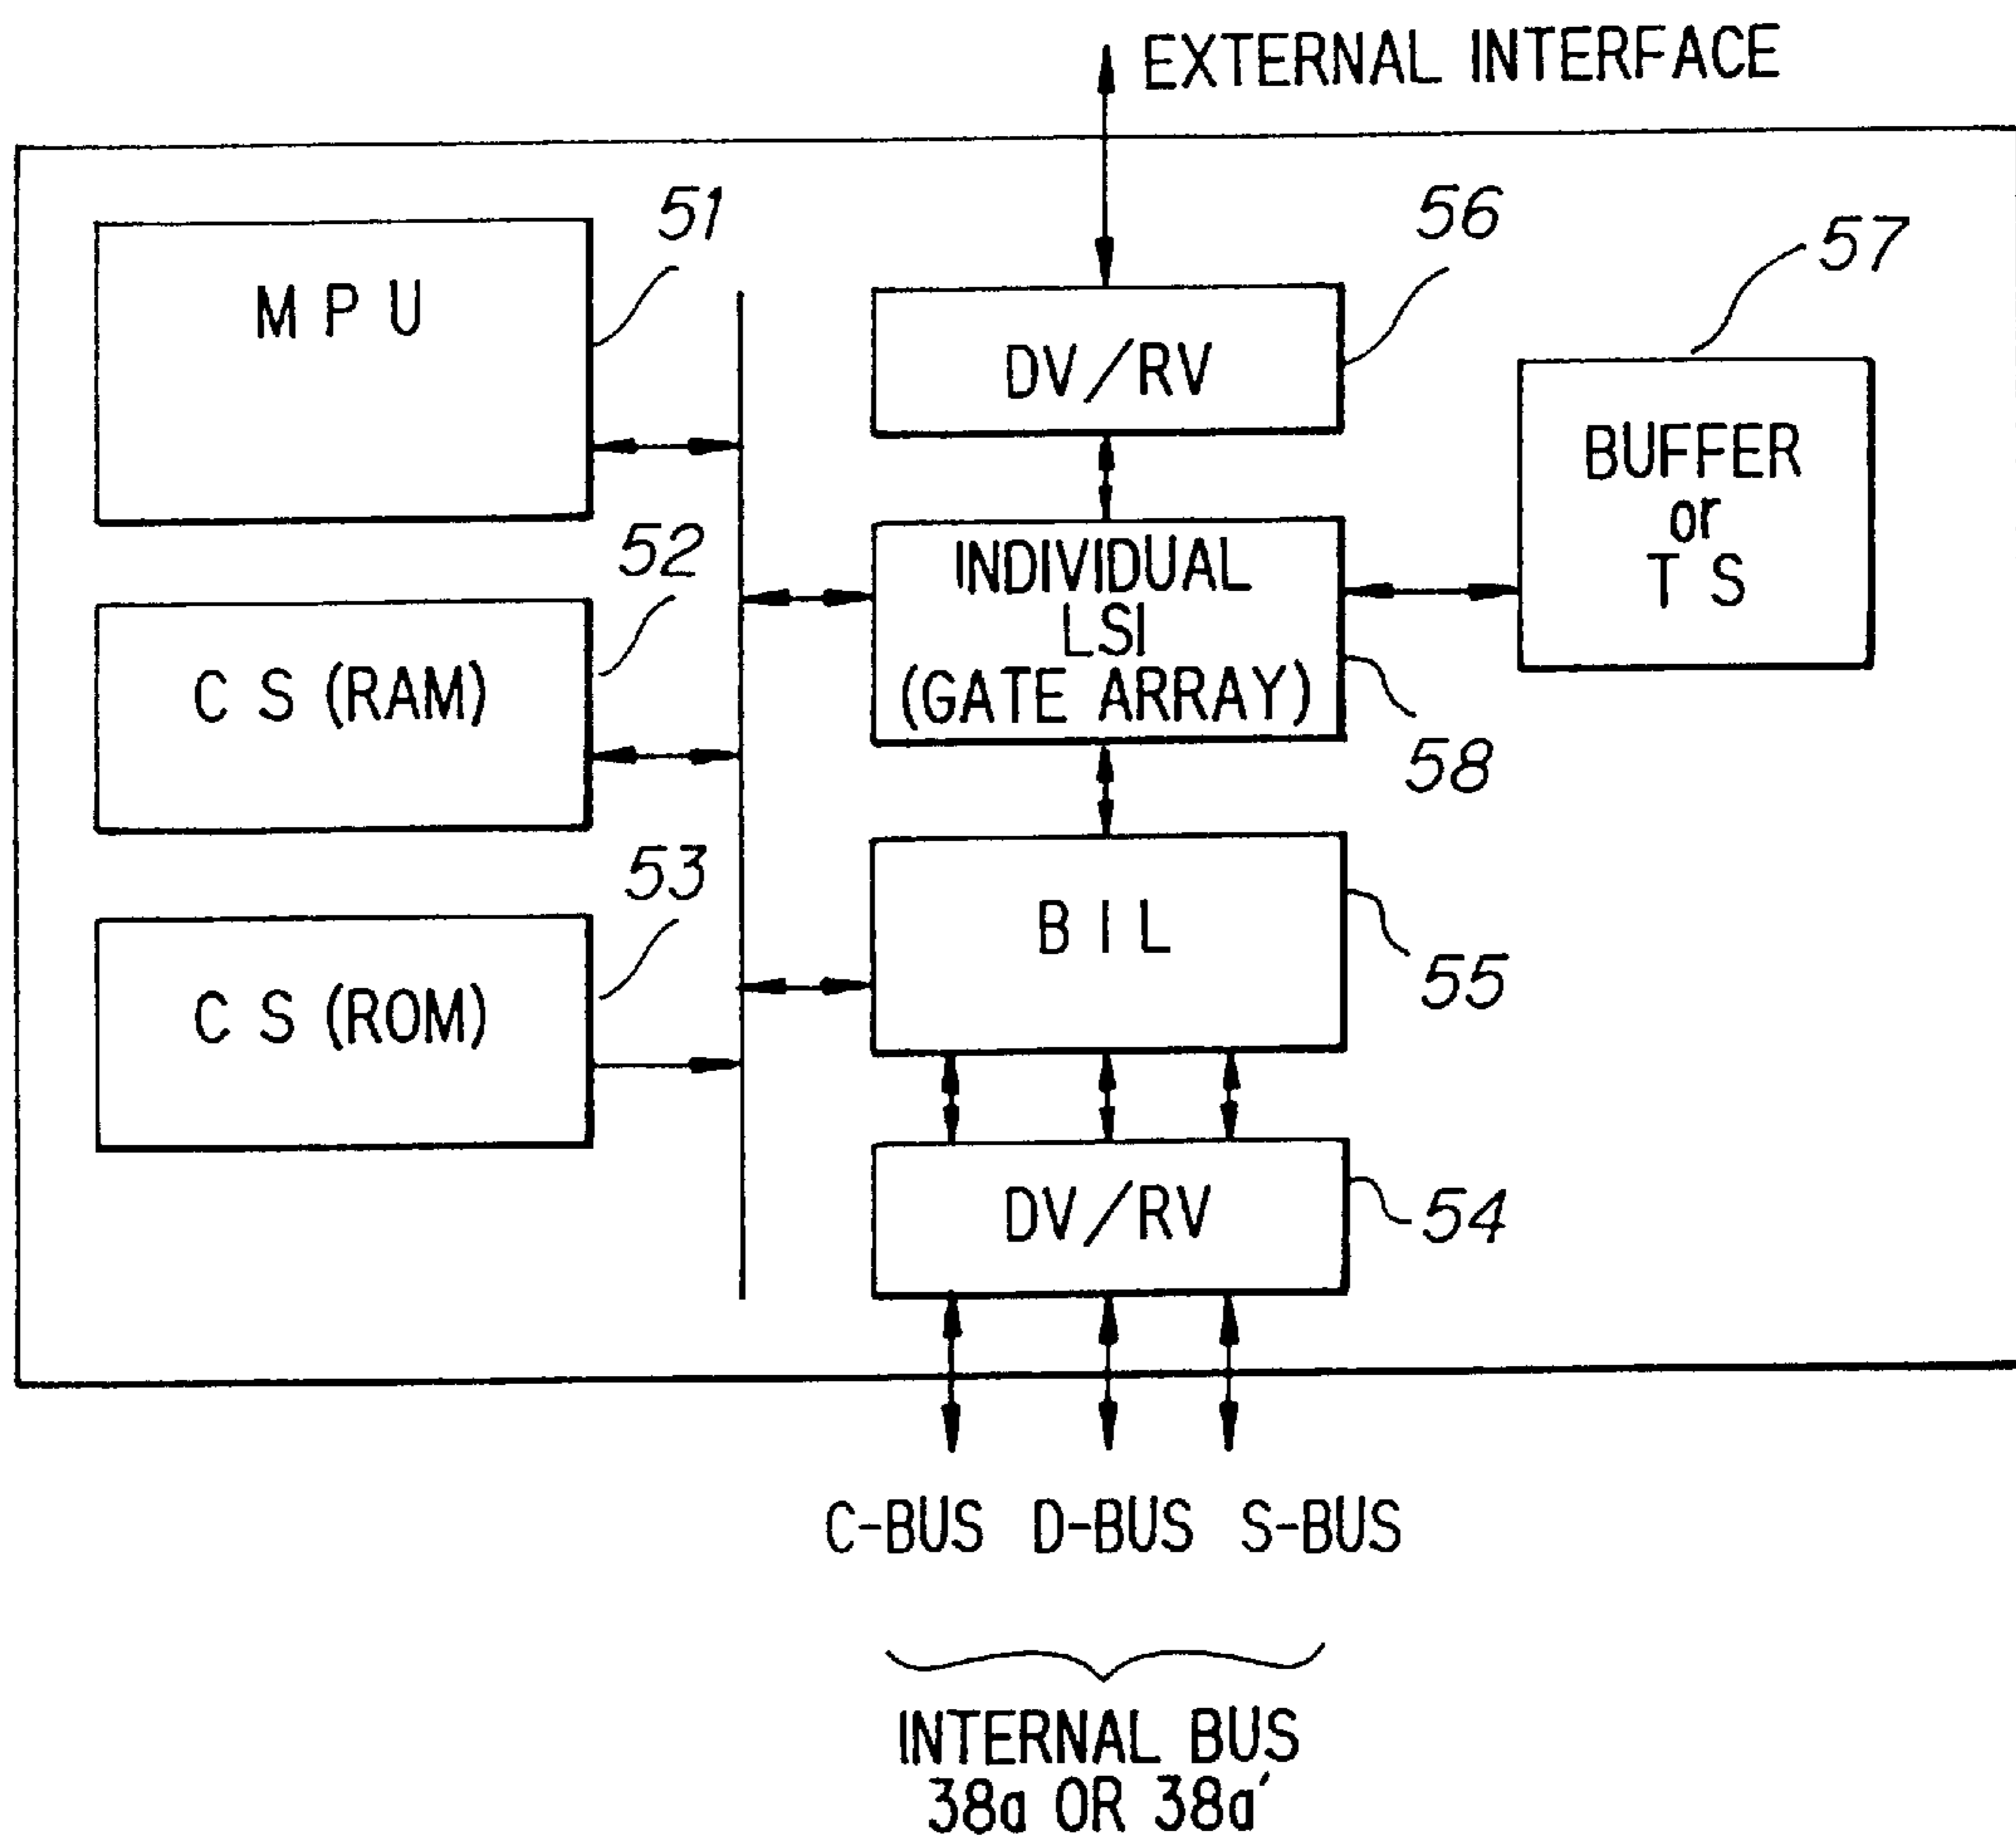 EXTERNAL INTERFACE
51
56
57
M P U
DV/RV
BUFFER
or
T S
52
INDIVIDUAL
LSI
(GATE ARRAY)
C S (RAM)
58
53
B I L
55
C S (ROM)
DV/RV
54
C-BUS D-BUS S-BUS
INTERNAL BUS
38a OR 38a′